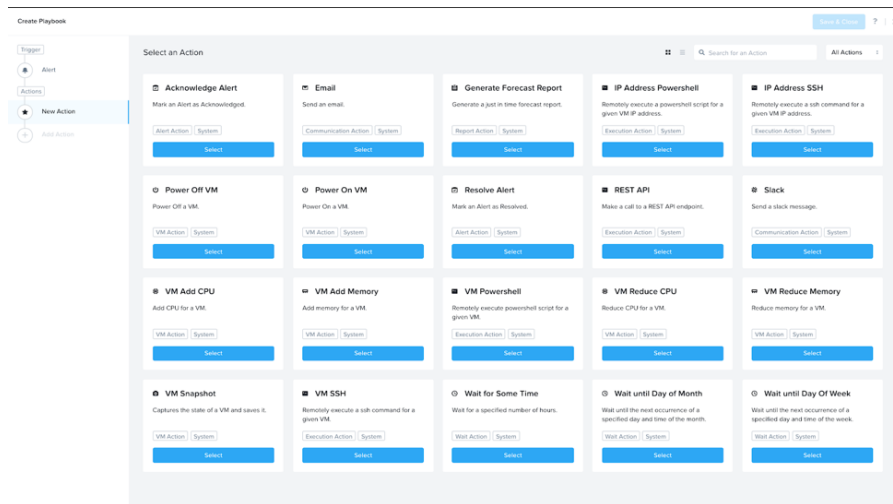 Create Playbook
Save & Close
?
Trigger
Alert
Actions
New Action
Add Action
Select an Action
Search for an Action
All Actions
Acknowledge Alert
Mark an Alert as Acknowledged.
Alert Action System
Select
Email
Send an email.
Communication Action System
Select
Generate Forecast Report
Generate a just in time forecast report.
Report Action System
Select
IP Address Powershell
Remotely execute a powershell script for a
given VM IP address.
Execution Action System
Select
IP Address SSH
Remotely execute a ssh command for a
given VM IP address.
Execution Action System
Select
Power Off VM
Power Off a VM.
VM Action System
Select
Power On VM
Power On a VM.
VM Action System
Select
Resolve Alert
Mark an Alert as Resolved.
Alert Action System
Select
REST API
Make a call to a REST API endpoint.
Execution Action System
Select
Slack
Send a slack message.
Communication Action System
Select
VM Add CPU
Add CPU for a VM.
VM Action System
Select
VM Add Memory
Add memory for a VM.
VM Action System
Select
VM Powershell
Remotely execute powershell script for a
given VM.
Execution Action System
Select
VM Reduce CPU
Reduce CPU for a VM.
VM Action System
Select
VM Reduce Memory
Reduce memory for a VM.
VM Action System
Select
VM Snapshot
Captures the state of a VM and saves it.
VM Action System
Select
VM SSH
Remotely execute a ssh command for a
given VM.
Execution Action System
Select
Wait for Some Time
Wait for a specified number of hours.
Wait Action System
Select
Wait until Day of Month
Wait until the next occurrence of a
specified day and time of the month.
Wait Action System
Select
Wait until Day Of Week
Wait until the next occurrence of a
specified day and time of the week.
Wait Action System
Select